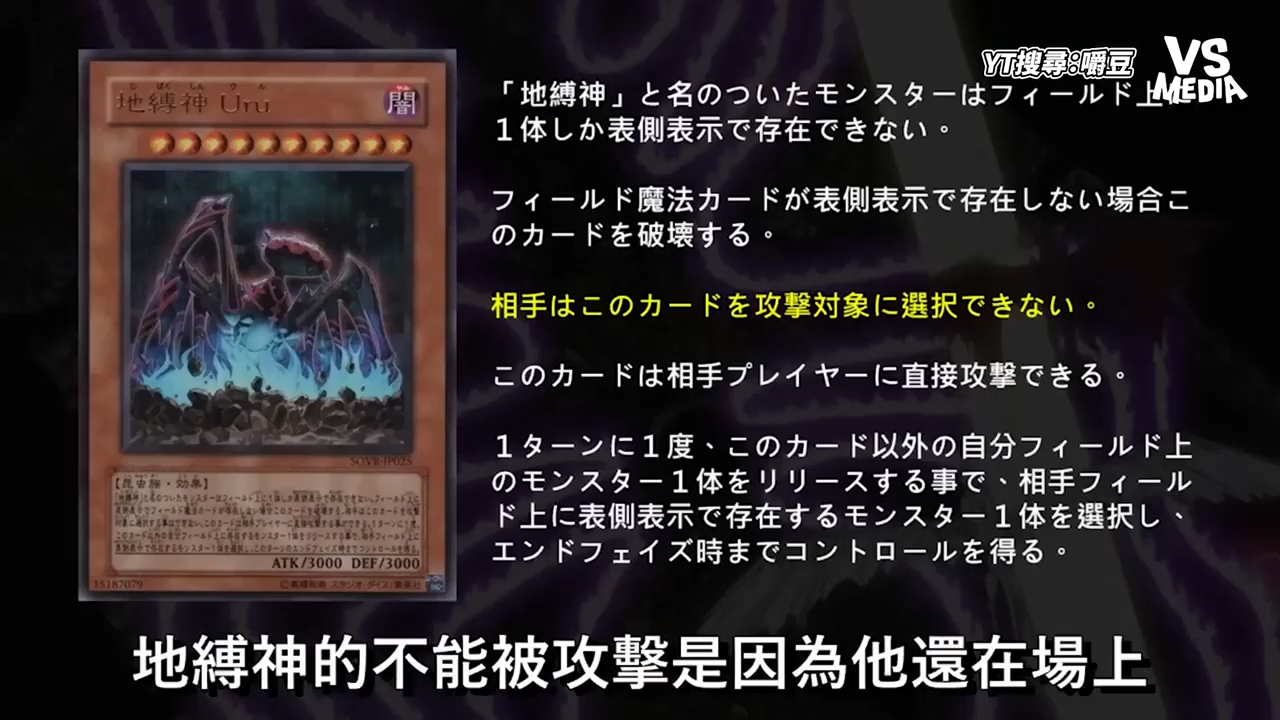 YT搜尋:嚼豆
VS
MEDIA
地縛神 Uru
闇
「地縛神」と名のついたモンスターはフィールド上
１体しか表側表示で存在できない。
フィールド魔法カードが表側表示で存在しない場合こ
のカードを破壊する。
相手はこのカードを攻撃対象に選択できない。
このカードは相手プレイヤーに直接攻撃できる。
１ターンに１度、このカード以外の自分フィールド上
のモンスター１体をリリースする事で、相手フィール
ド上に表側表示で存在するモンスター１体を選択し、
エンドフェイズ時までコントロールを得る。
SOVR-JP025
【昆虫族・効果】
ATK/3000 DEF/3000
15187079
地縛神的不能被攻擊是因為他還在場上